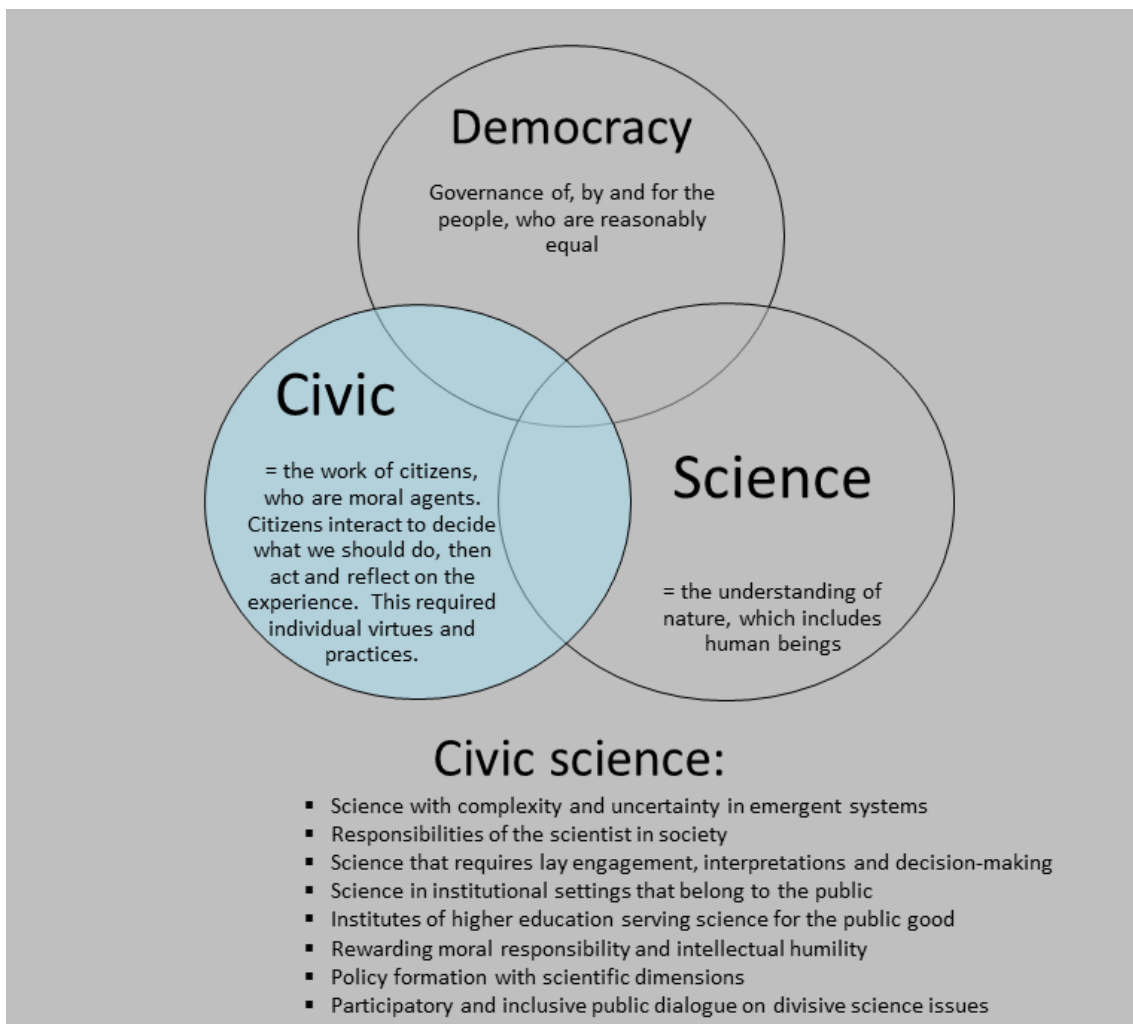 Democracy
Governance of, by and for the
people, who are reasonably
equal
Civic
= the work of citizens,
who are moral agents.
Citizens interact to decide
what we should do, then
act and reflect on the
experience.  This required
individual virtues and
practices.
Science
= the understanding of
nature, which includes
human beings
Civic science:
▪ Science with complexity and uncertainty in emergent systems
▪ Responsibilities of the scientist in society
▪ Science that requires lay engagement, interpretations and decision-making
▪ Science in institutional settings that belong to the public
▪ Institutes of higher education serving science for the public good
▪ Rewarding moral responsibility and intellectual humility
▪ Policy formation with scientific dimensions
▪ Participatory and inclusive public dialogue on divisive science issues